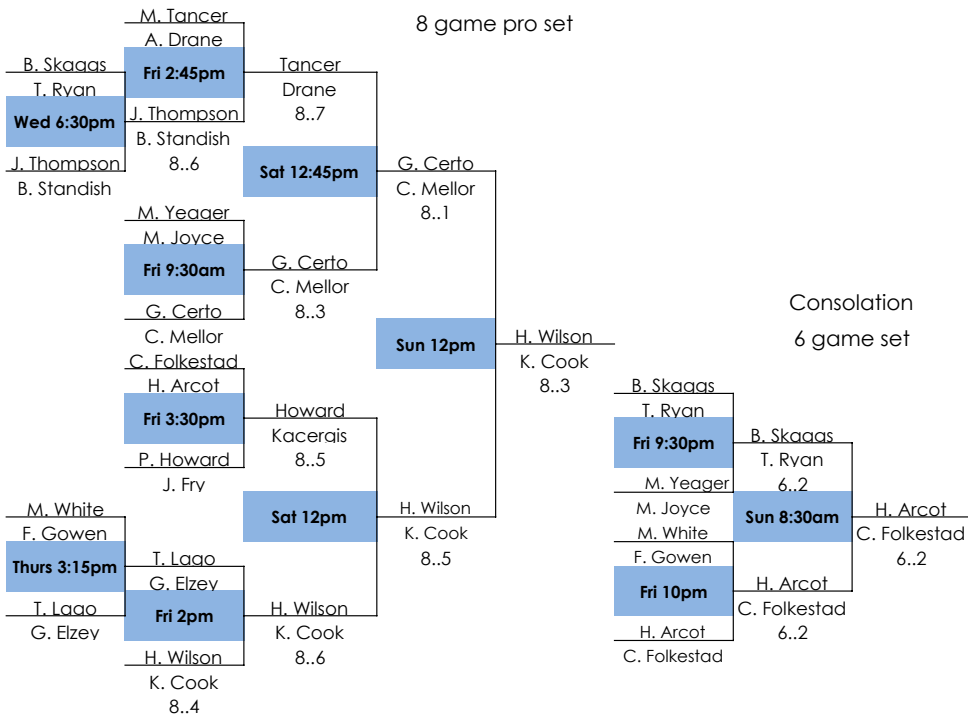 8 game pro set
M. Tancer
A. Drane
Fri 2:45pm
J. Thompson
B. Standish
8..6
B. Skaggs
T. Ryan
Wed 6:30pm
J. Thompson
B. Standish
Tancer
Drane
8..7
Sat 12:45pm
G. Certo
C. Mellor
8..1
M. Yeager
M. Joyce
Fri 9:30am
G. Certo
C. Mellor
G. Certo
C. Mellor
8..3
Sun 12pm
H. Wilson
K. Cook
8..3
C. Folkestad
H. Arcot
Fri 3:30pm
P. Howard
J. Fry
Howard
Kacergis
8..5
Sat 12pm
H. Wilson
K. Cook
8..5
M. White
F. Gowen
Thurs 3:15pm
T. Lago
G. Elzey
T. Lago
G. Elzey
Fri 2pm
H. Wilson
K. Cook
8..4
H. Wilson
K. Cook
8..6
Consolation
6 game set
B. Skaggs
T. Ryan
Fri 9:30pm
M. Yeager
M. Joyce
B. Skaggs
T. Ryan
6..2
Sun 8:30am
M. White
F. Gowen
Fri 10pm
H. Arcot
C. Folkestad
H. Arcot
C. Folkestad
6..2
H. Arcot
C. Folkestad
6..2